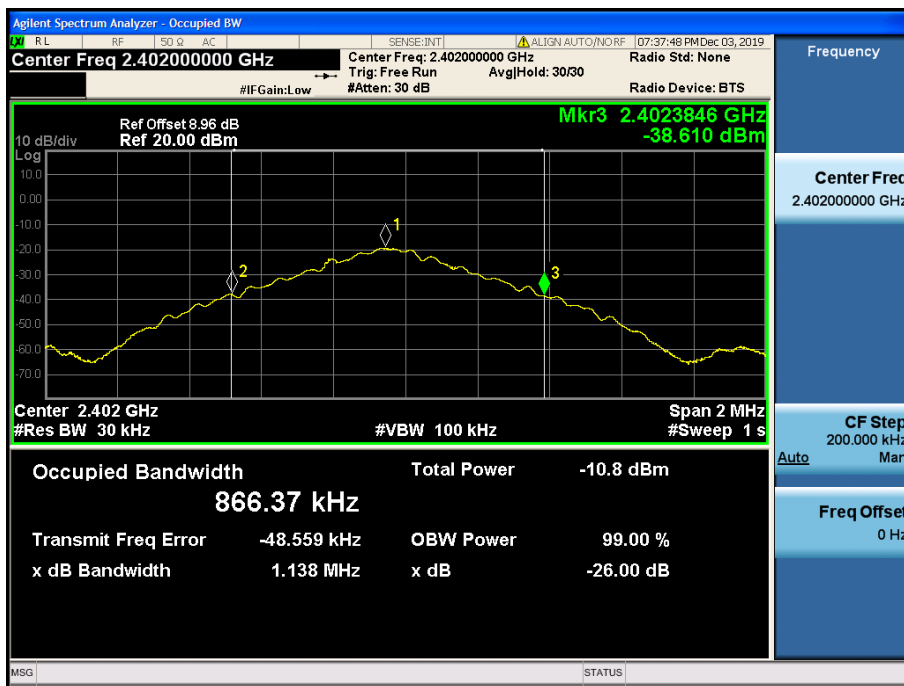 Agilent Spectrum Analyzer - Occupied BW
LXI RL RF 50 Ω AC SENSE:INT ALIGN AUTO/NO RF 07:37:48 PM Dec 03, 2019
Center Freq 2.402000000 GHz
Center Freq: 2.402000000 GHz
Radio Std: None
Trig: Free Run Avg|Hold: 30/30
#IFGain:Low #Atten: 30 dB Radio Device: BTS
Mkr3 2.4023846 GHz
-38.610 dBm
Ref Offset 8.96 dB
10 dB/div Ref 20.00 dBm
Log
10.0
0.00
-10.0
-20.0
-30.0
-40.0
-50.0
-60.0
-70.0
1
2
3
Center 2.402 GHz Span 2 MHz
#Res BW 30 kHz #VBW 100 kHz #Sweep 1 s
Occupied Bandwidth Total Power -10.8 dBm
866.37 kHz
Transmit Freq Error -48.559 kHz OBW Power 99.00 %
x dB Bandwidth 1.138 MHz x dB -26.00 dB
Frequency
Center Freq
2.402000000 GHz
CF Step
200.000 kHz
Auto Man
Freq Offset
0 Hz
MSG STATUS